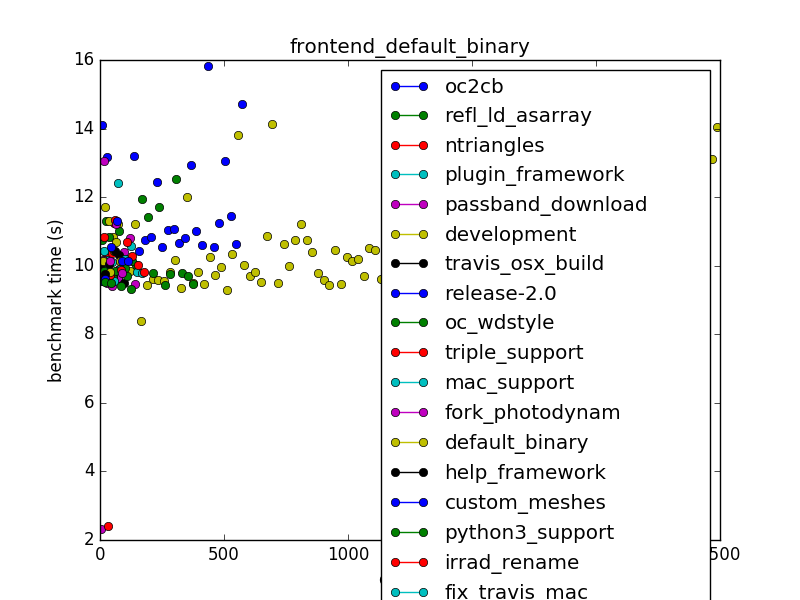 frontend_default_binary
16
14
12
10
8
6
4
2
benchmark time (s)
0
500
1000
500
oc2cb
refl_ld_asarray
ntriangles
plugin_framework
passband_download
development
travis_osx_build
release-2.0
oc_wdstyle
triple_support
mac_support
fork_photodynam
default_binary
help_framework
custom_meshes
python3_support
irrad_rename
fix_travis_mac